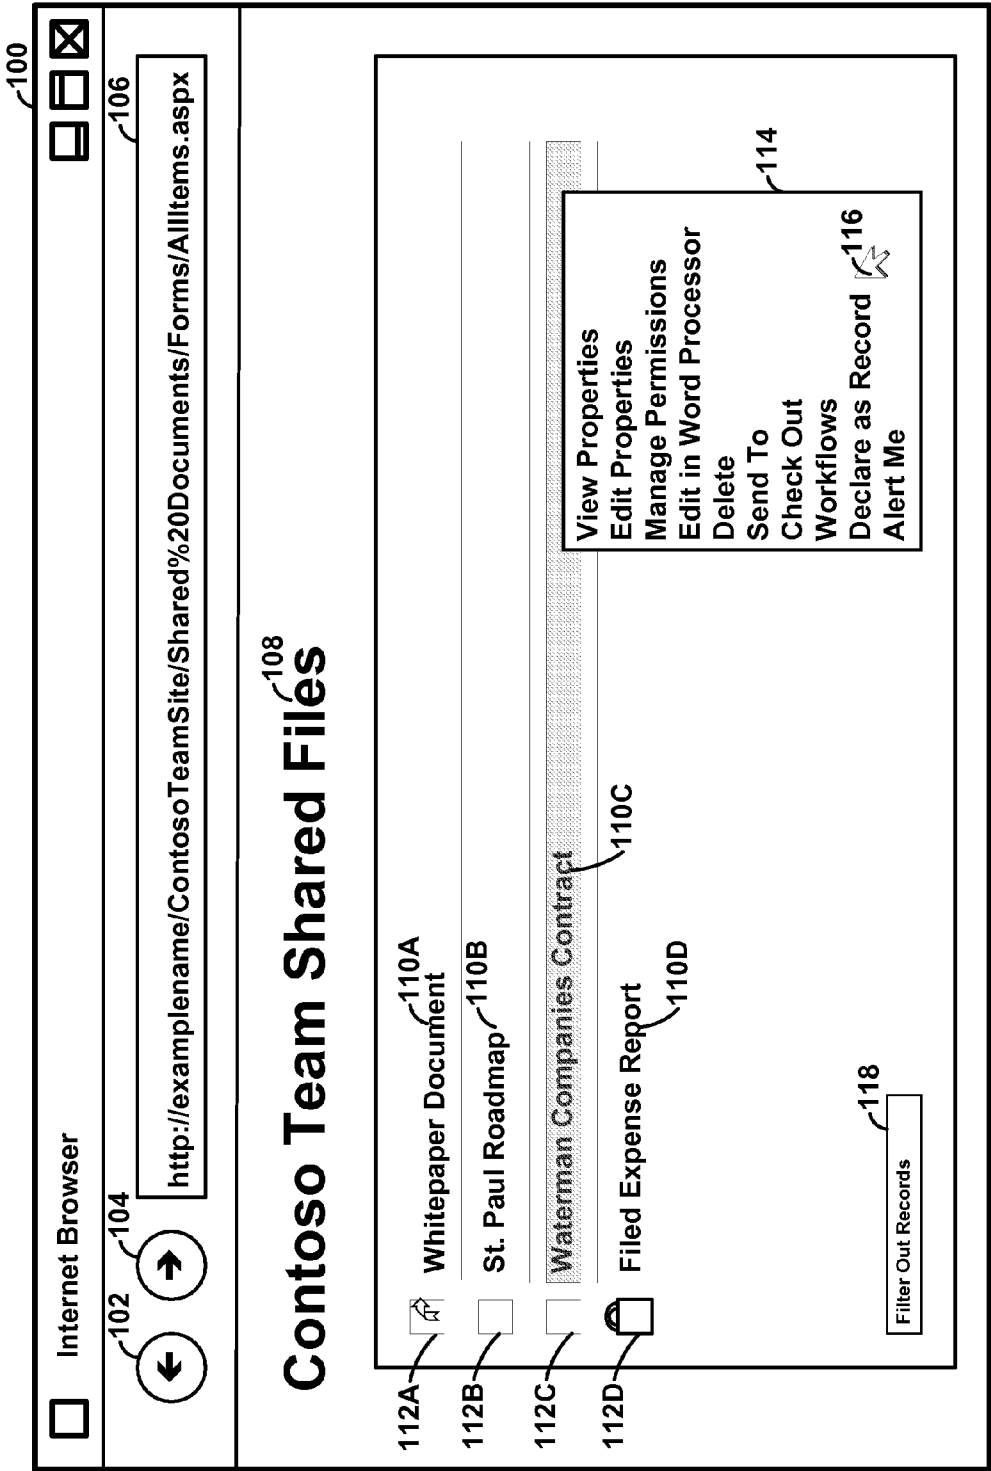 100
Internet Browser
102
104
106
http://examplename/ContosoTeamSite/Shared%20Documents/Forms/AllItems.aspx
Contoso Team Shared Files
108
112A
Whitepaper Document
110A
112B
St. Paul Roadmap
110B
112C
Waterman Companies Contract
110C
112D
Filed Expense Report
110D
View Properties
Edit Properties
Manage Permissions
Edit in Word Processor
Delete
Send To
Check Out
Workflows
Declare as Record
Alert Me
114
116
Filter Out Records
118